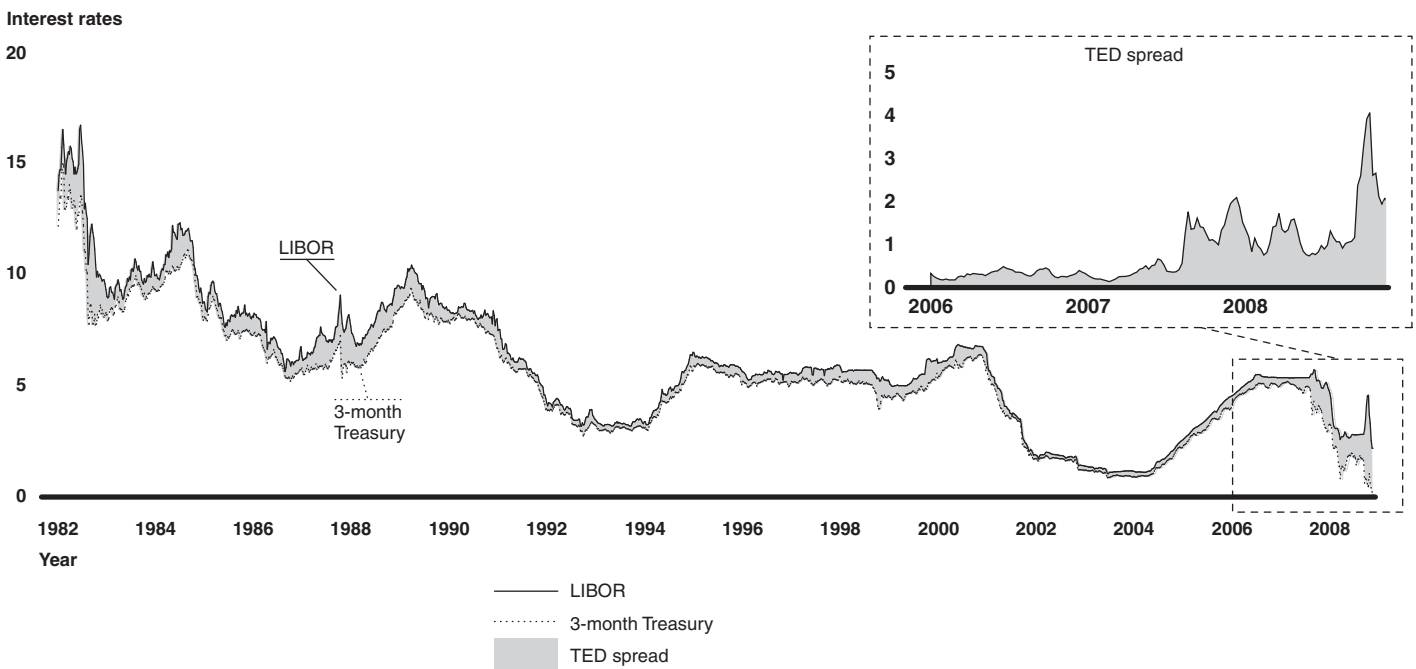 Interest rates
20
15
10
5
0
1982 1984 1986 1988 1990 1992 1994 1996 1998 2000 2002 2004 2006 2008
Year
LIBOR
3-month
Treasury
TED spread
5
4
3
2
1
0
2006 2007 2008
LIBOR
3-month Treasury
TED spread